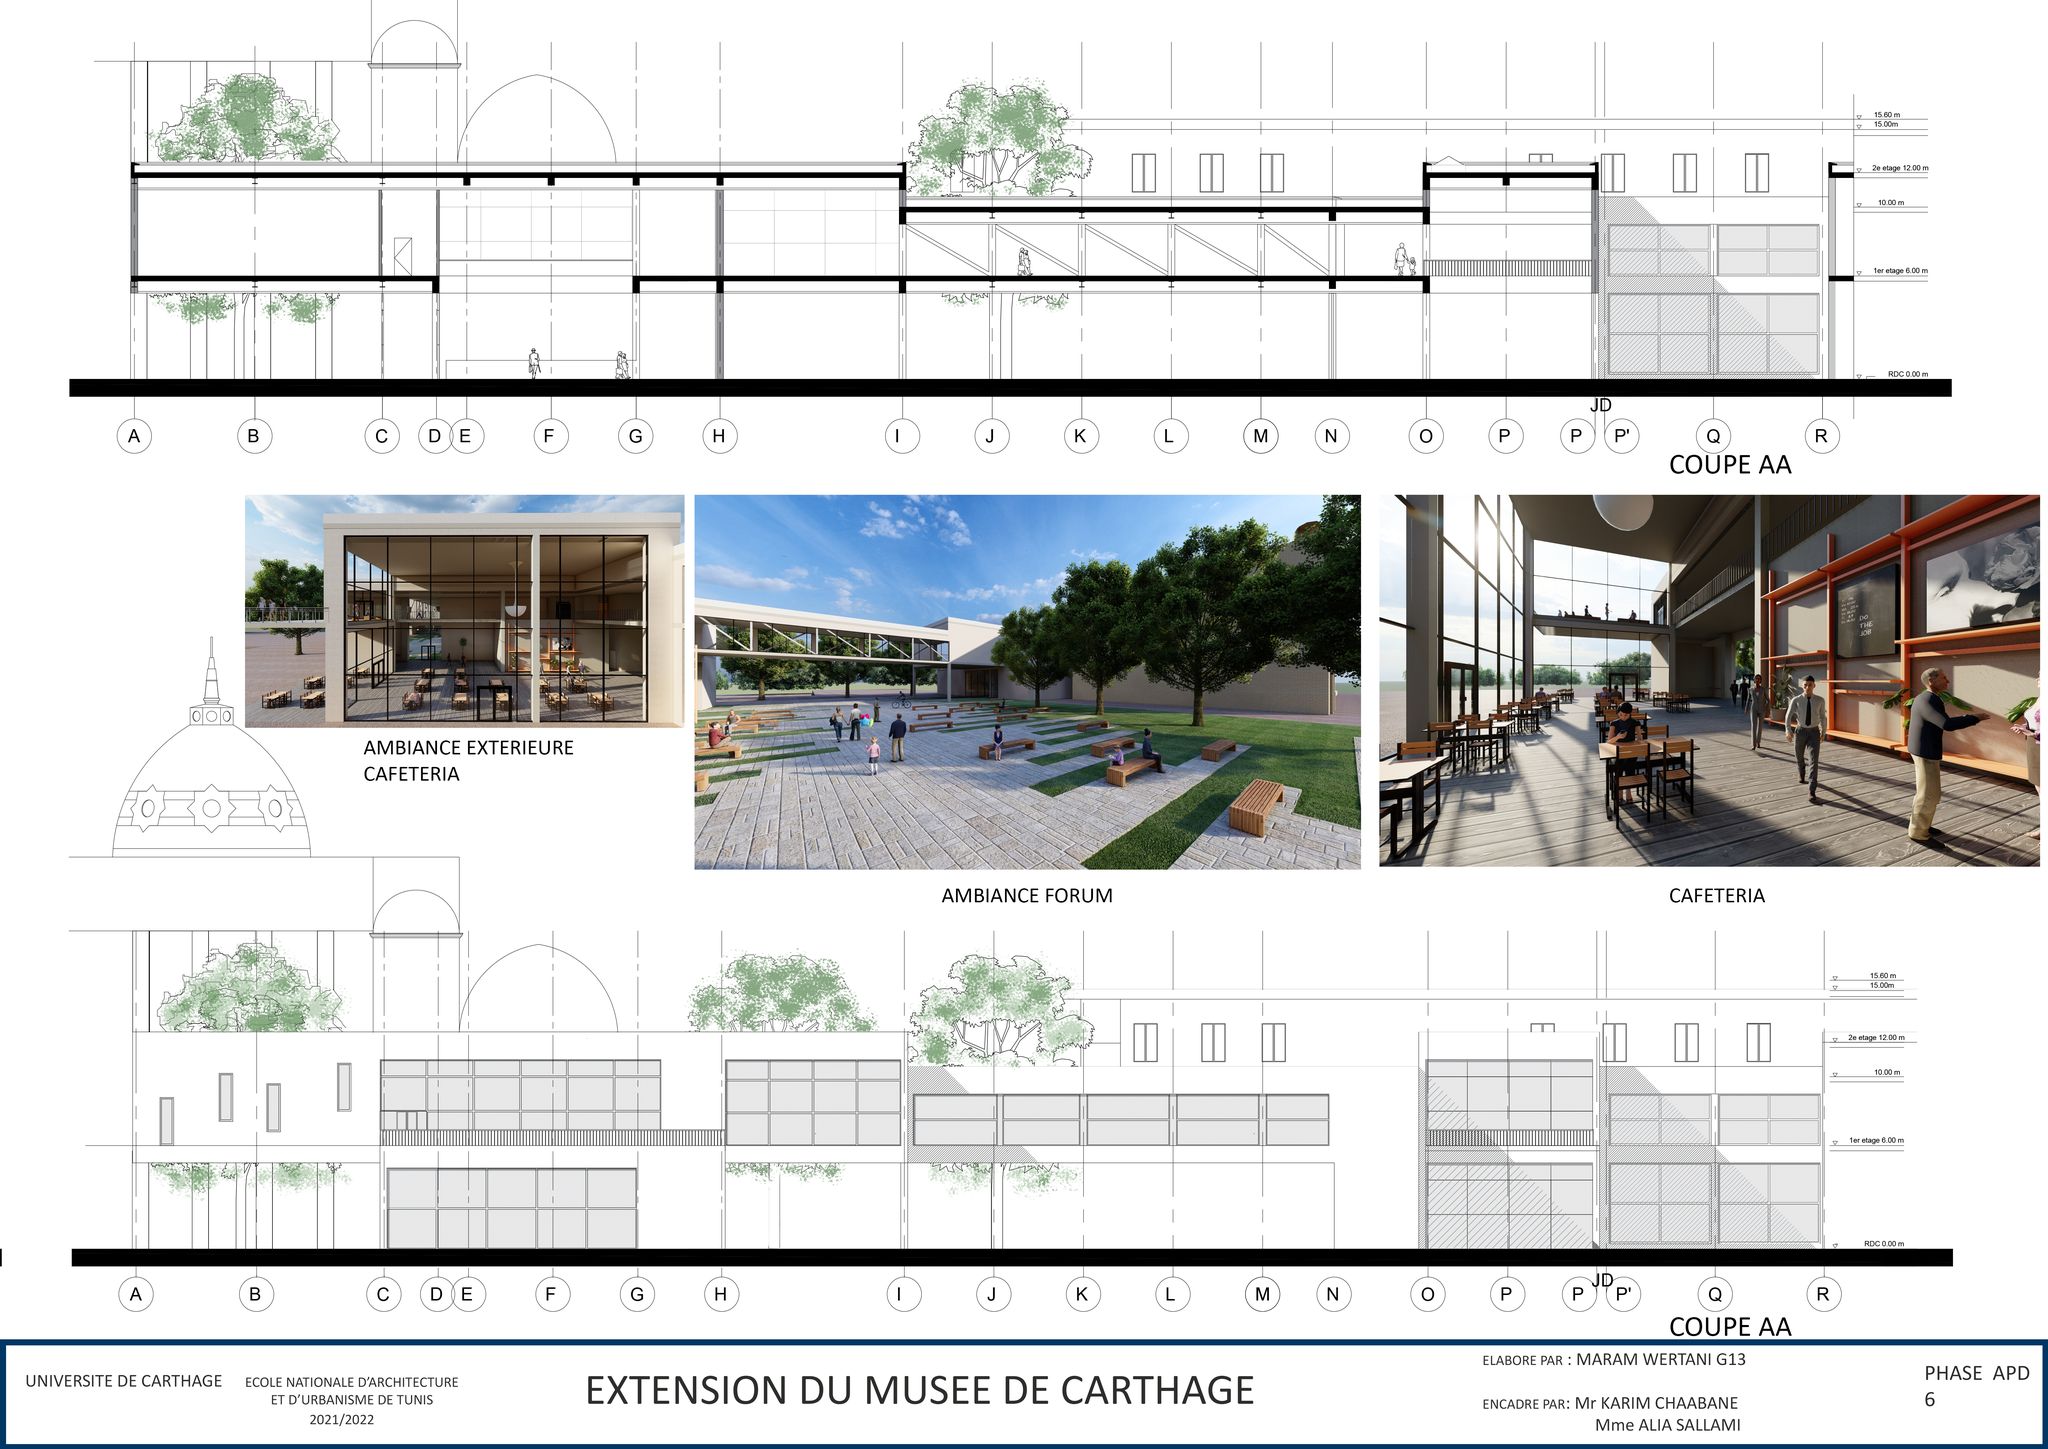 15.60 m
15.00m
2e etage 12.00 m
10.00 m
1er etage 6.00 m
RDC 0.00 m
JD
A B C D E F G H I J K L M N O P P P' Q R
COUPE AA
AMBIANCE EXTERIEURE
CAFETERIA
DO
THE
JOB
AMBIANCE FORUM
CAFETERIA
15.60 m
15.00m
2e etage 12.00 m
10.00 m
1er etage 6.00 m
RDC 0.00 m
JD
A B C D E F G H I J K L M N O P P P' Q R
COUPE AA
UNIVERSITE DE CARTHAGE
ECOLE NATIONALE D'ARCHITECTURE
ET D'URBANISME DE TUNIS
2021/2022
EXTENSION DU MUSEE DE CARTHAGE
ELABORE PAR : MARAM WERTANI G13
ENCADRE PAR: Mr KARIM CHAABANE
Mme ALIA SALLAMI
PHASE APD
6